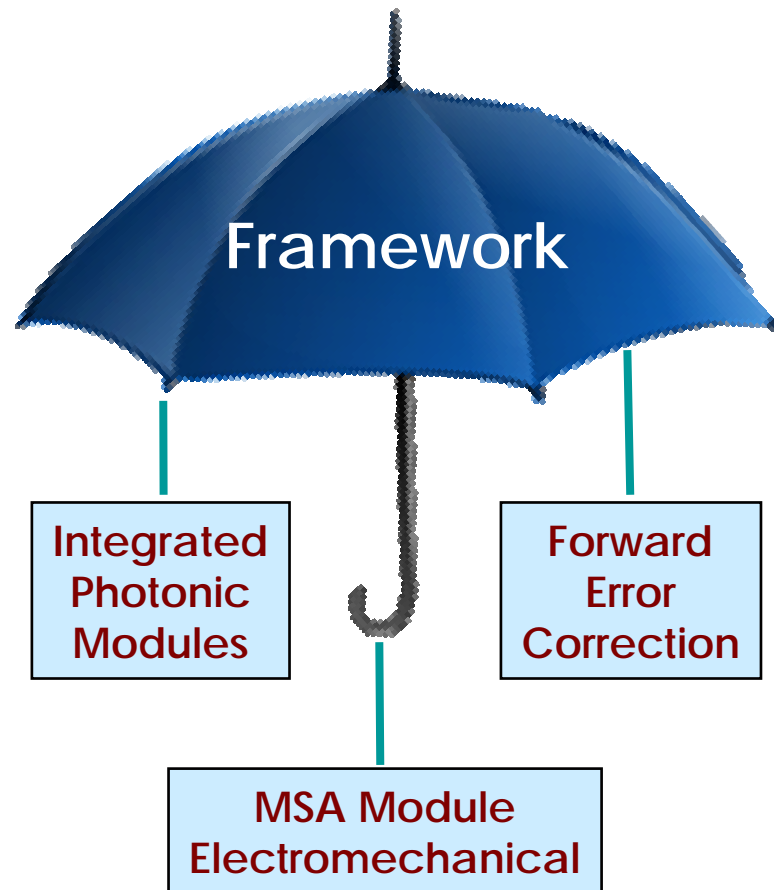 Framework
Integrated
Photonic
Modules
Forward
Error
Correction
MSA Module
Electromechanical